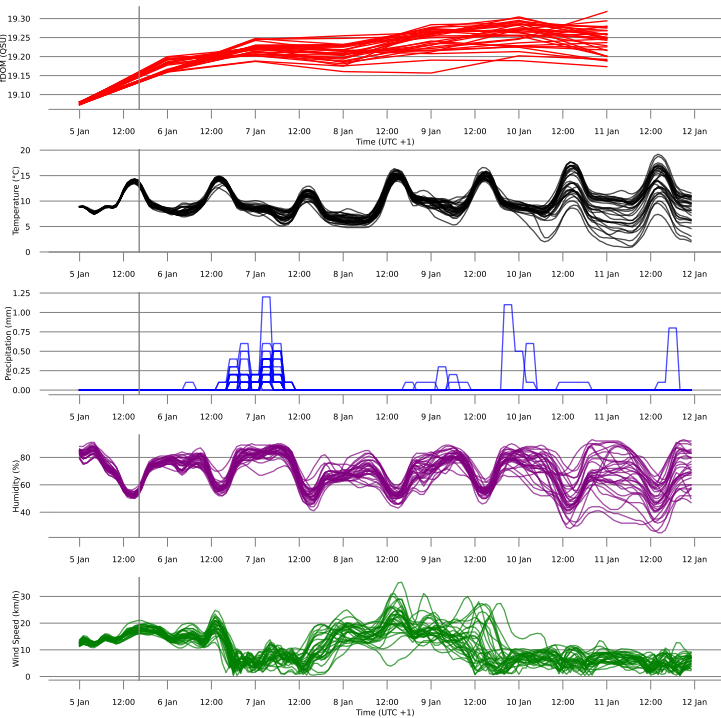 19.30
19.25
19.20
19.15
19.10
fDOM (QSU)
5 Jan 12:00 6 Jan 12:00 7 Jan 12:00 8 Jan 12:00 9 Jan 12:00 10 Jan 12:00 11 Jan 12:00 12 Jan
Time (UTC +1)
20
15
10
5
0
Temperature (°C)
5 Jan 12:00 6 Jan 12:00 7 Jan 12:00 8 Jan 12:00 9 Jan 12:00 10 Jan 12:00 11 Jan 12:00 12 Jan
1.25
1.00
0.75
0.50
0.25
0.00
Precipitation (mm)
5 Jan 12:00 6 Jan 12:00 7 Jan 12:00 8 Jan 12:00 9 Jan 12:00 10 Jan 12:00 11 Jan 12:00 12 Jan
80
60
40
Humidity (%)
5 Jan 12:00 6 Jan 12:00 7 Jan 12:00 8 Jan 12:00 9 Jan 12:00 10 Jan 12:00 11 Jan 12:00 12 Jan
30
20
10
0
Wind Speed (km/h)
5 Jan 12:00 6 Jan 12:00 7 Jan 12:00 8 Jan 12:00 9 Jan 12:00 10 Jan 12:00 11 Jan 12:00 12 Jan
Time (UTC +1)